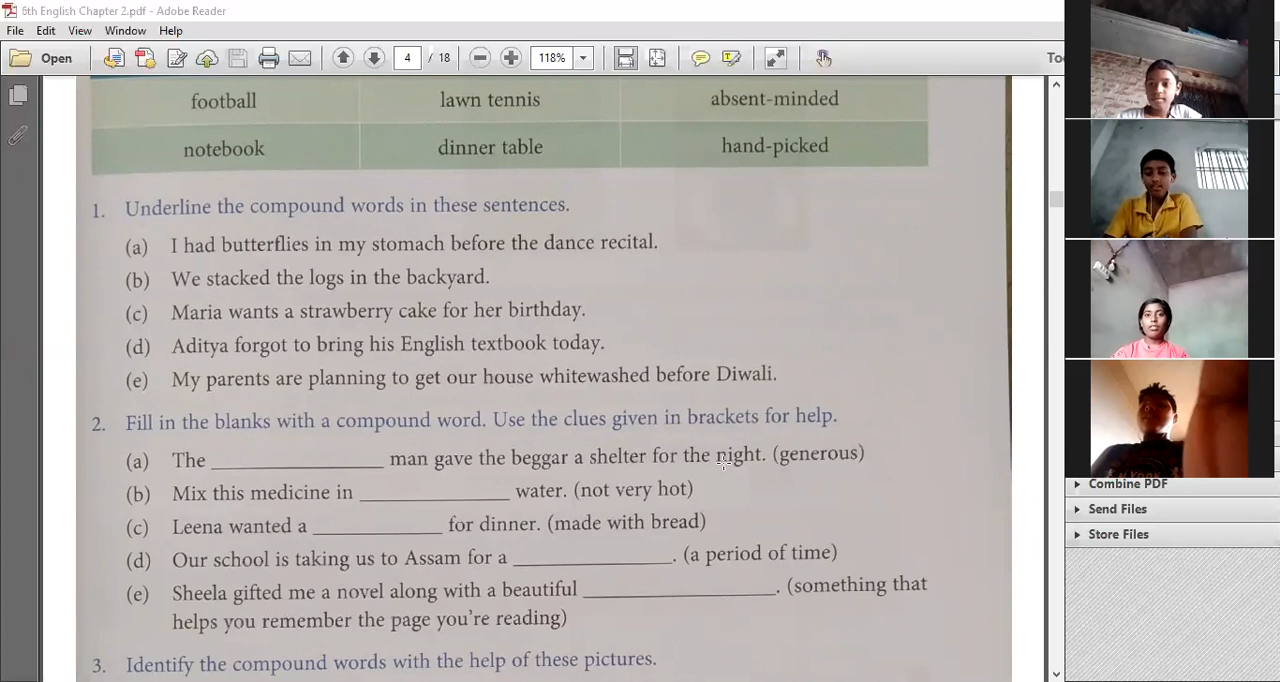 6th English Chapter 2.pdf - Adobe Reader
File Edit View Window Help
Open 4 / 18 118%
football lawn tennis absent-minded
notebook dinner table hand-picked
1. Underline the compound words in these sentences.
(a) I had butterflies in my stomach before the dance recital.
(b) We stacked the logs in the backyard.
(c) Maria wants a strawberry cake for her birthday.
(d) Aditya forgot to bring his English textbook today.
(e) My parents are planning to get our house whitewashed before Diwali.
2. Fill in the blanks with a compound word. Use the clues given in brackets for help.
(a) The _______________ man gave the beggar a shelter for the night. (generous)
(b) Mix this medicine in _____________ water. (not very hot)
(c) Leena wanted a ___________ for dinner. (made with bread)
(d) Our school is taking us to Assam for a ______________. (a period of time)
(e) Sheela gifted me a novel along with a beautiful _________________. (something that
helps you remember the page you're reading)
3. Identify the compound words with the help of these pictures.
Combine PDF
Send Files
Store Files